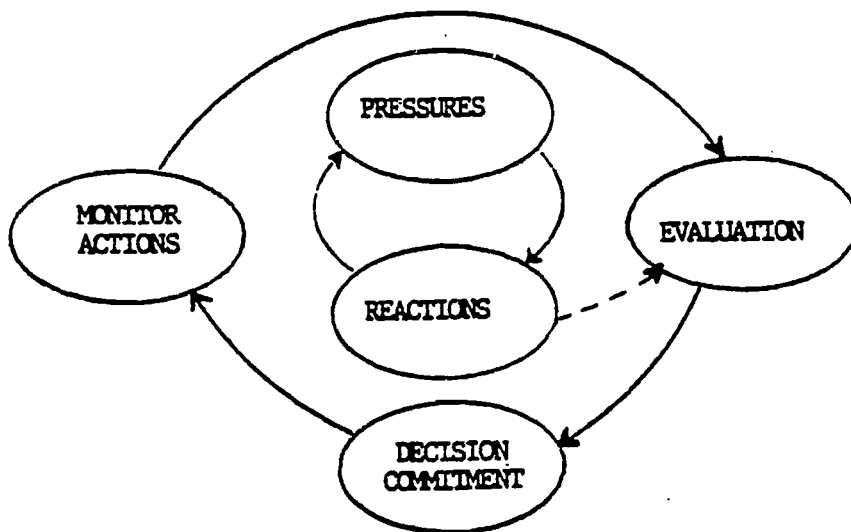 PRESSURES
MONITOR
ACTIONS
EVALUATION
REACTIONS
DECISION
COMMITMENT